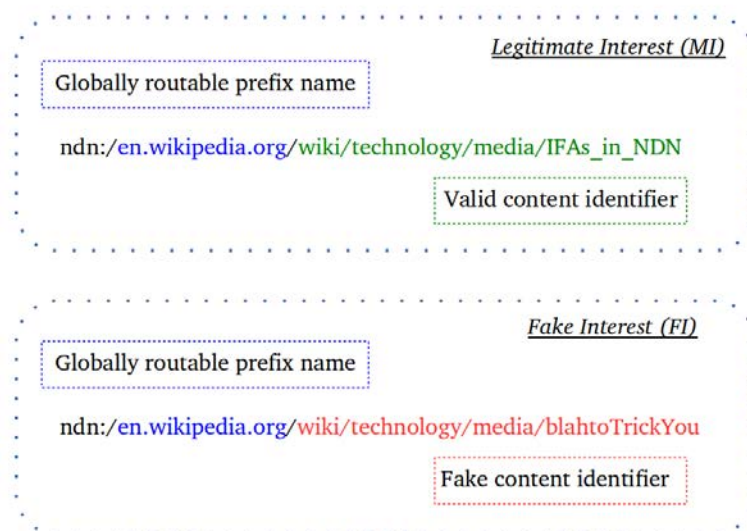 Legitimate Interest (MI)
Globally routable prefix name
ndn:/en.wikipedia.org/wiki/technology/media/IFAs_in_NDN
Valid content identifier
Fake Interest (FI)
Globally routable prefix name
ndn:/en.wikipedia.org/wiki/technology/media/blahtoTrickYou
Fake content identifier